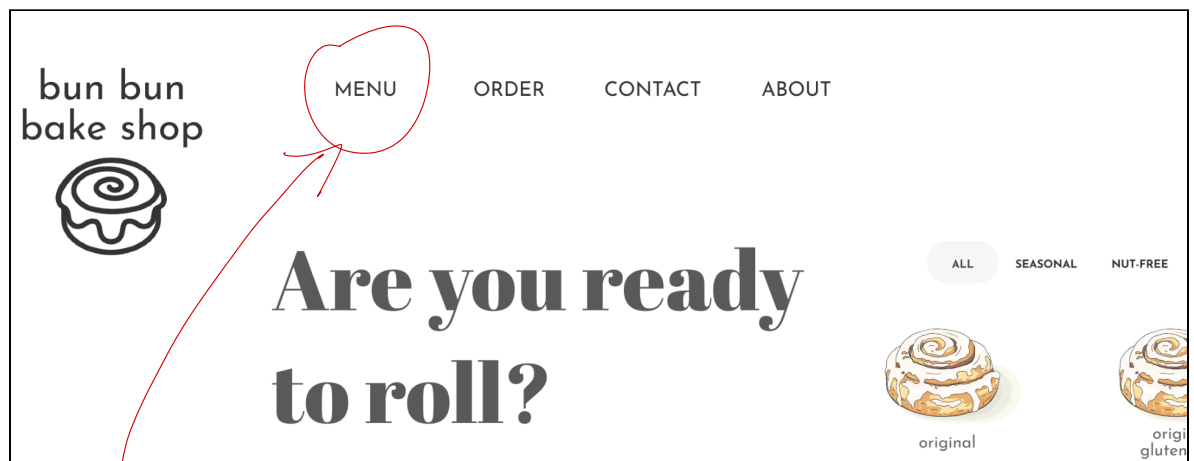 bun bun
bake shop
MENU ORDER CONTACT ABOUT
Are you ready
to roll?
ALL SEASONAL NUT-FREE
original